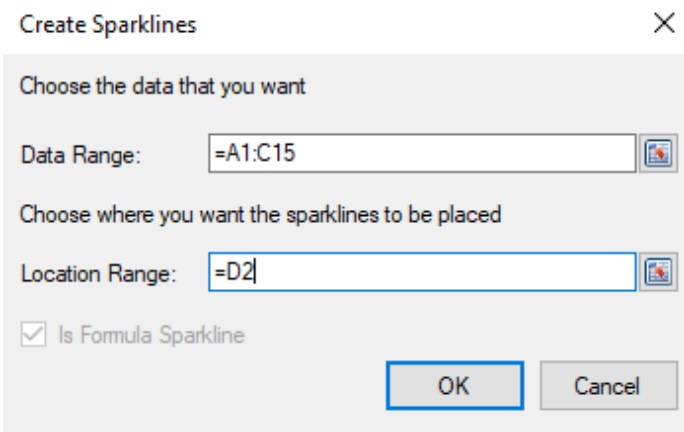 Create Sparklines
Choose the data that you want
Data Range: =A1:C15
Choose where you want the sparklines to be placed
Location Range: =D2
Is Formula Sparkline
OK Cancel